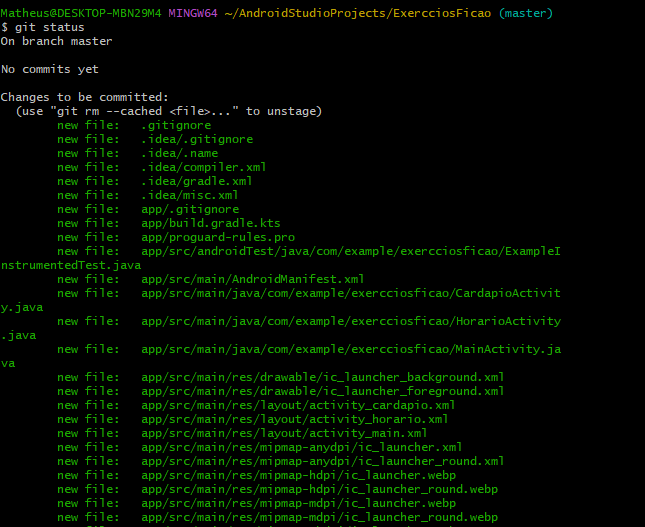 Matheus@DESKTOP-MBN29M4 MINGW64 ~/AndroidStudioProjects/ExercciosFicao (master)
$ git status
On branch master
No commits yet
Changes to be committed:
  (use "git rm --cached <file>..." to unstage)
        new file:   .gitignore
        new file:   .idea/.gitignore
        new file:   .idea/.name
        new file:   .idea/compiler.xml
        new file:   .idea/gradle.xml
        new file:   .idea/misc.xml
        new file:   app/.gitignore
        new file:   app/build.gradle.kts
        new file:   app/proguard-rules.pro
        new file:   app/src/androidTest/java/com/example/exercciosficao/ExampleI
nstrumentedTest.java
        new file:   app/src/main/AndroidManifest.xml
        new file:   app/src/main/java/com/example/exercciosficao/CardapioActivit
y.java
        new file:   app/src/main/java/com/example/exercciosficao/HorarioActivity
.java
        new file:   app/src/main/java/com/example/exercciosficao/MainActivity.ja
va
        new file:   app/src/main/res/drawable/ic_launcher_background.xml
        new file:   app/src/main/res/drawable/ic_launcher_foreground.xml
        new file:   app/src/main/res/layout/activity_cardapio.xml
        new file:   app/src/main/res/layout/activity_horario.xml
        new file:   app/src/main/res/layout/activity_main.xml
        new file:   app/src/main/res/mipmap-anydpi/ic_launcher.xml
        new file:   app/src/main/res/mipmap-anydpi/ic_launcher_round.xml
        new file:   app/src/main/res/mipmap-hdpi/ic_launcher.webp
        new file:   app/src/main/res/mipmap-hdpi/ic_launcher_round.webp
        new file:   app/src/main/res/mipmap-mdpi/ic_launcher.webp
        new file:   app/src/main/res/mipmap-mdpi/ic_launcher_round.webp